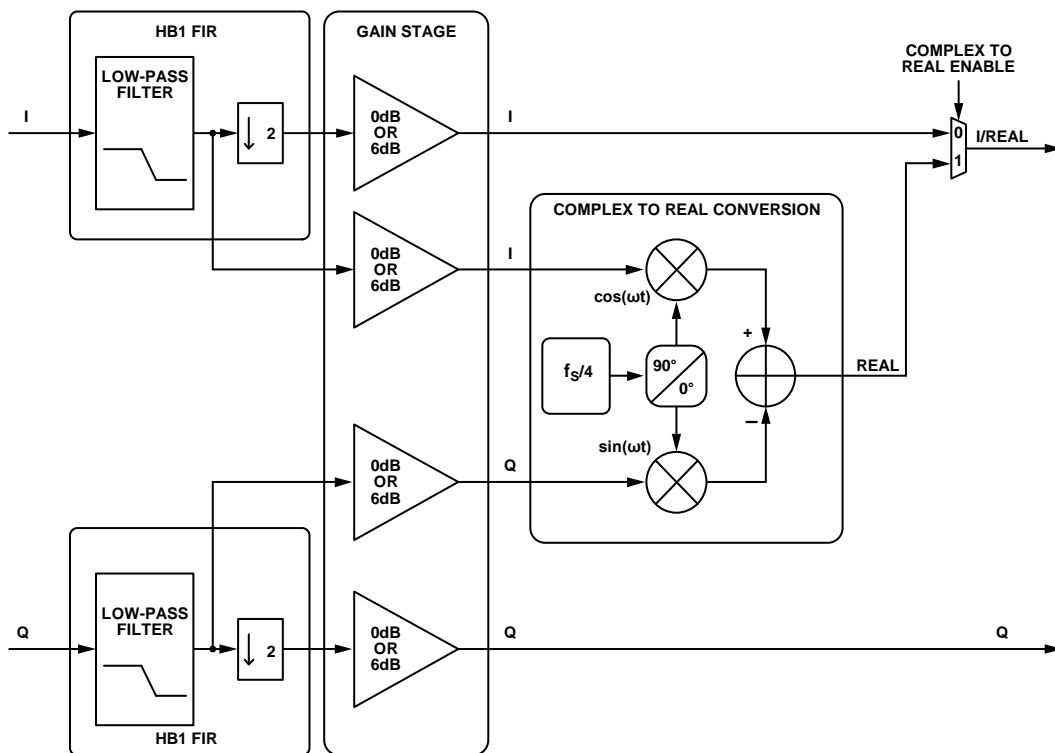 HB1 FIR
LOW-PASS
FILTER
I
2
GAIN STAGE
0dB
OR
6dB
I
COMPLEX TO
REAL ENABLE
0
1
I/REAL
0dB
OR
6dB
I
COMPLEX TO REAL CONVERSION
cos(ωt)
fS/4
90°
0°
+
–
REAL
sin(ωt)
0dB
OR
6dB
Q
Q
LOW-PASS
FILTER
2
HB1 FIR
0dB
OR
6dB
Q
Q